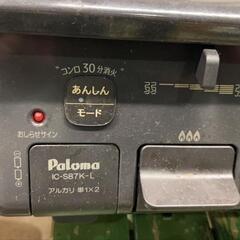 コンロ30分消火
あんしん
モード
おしらせサイン
Paloma
IC-S87K-L
アルカリ 単1×2